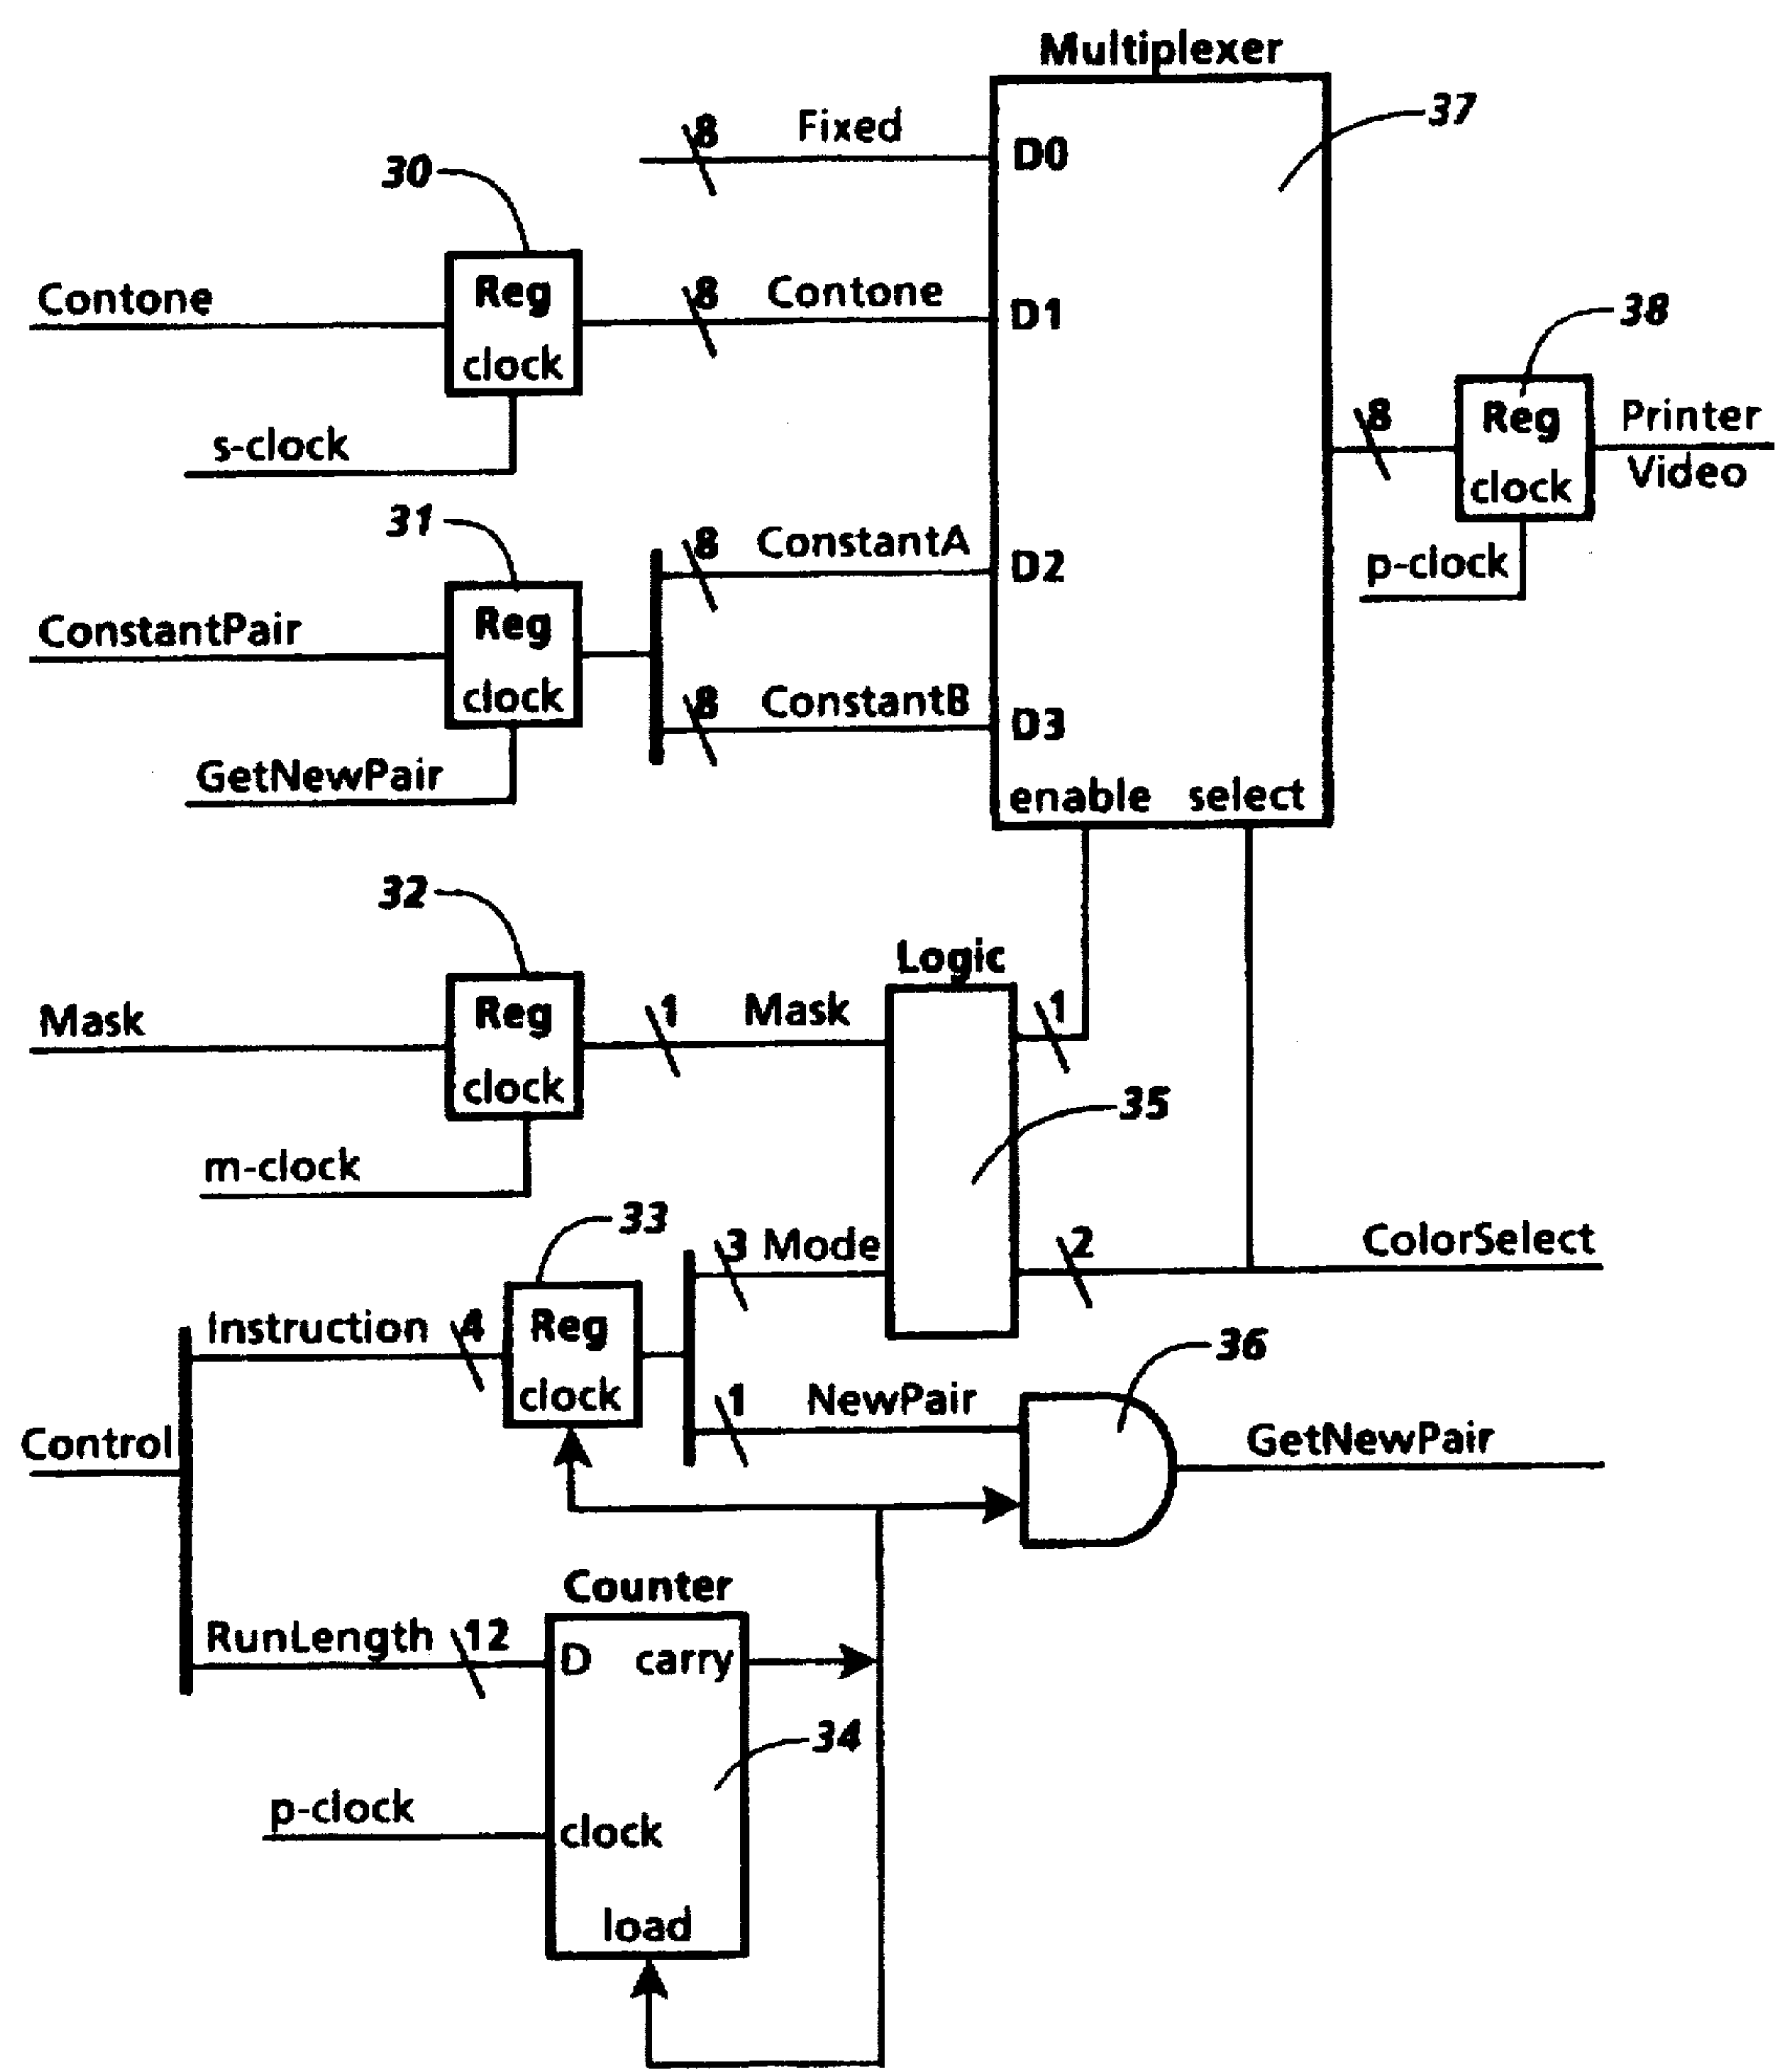 Multiplexer
37
8 Fixed
D0
30
Contone
Reg
clock
8 Contone
D1
s-clock
38
Reg
clock
8
Printer
Video
p-clock
31
ConstantPair
Reg
clock
8 ConstantA
D2
8 ConstantB
D3
GetNewPair
enable select
32
Mask
Reg
clock
1 Mask
Logic
1
35
m-clock
33
3 Mode
2
ColorSelect
Instruction 4
Reg
clock
36
1 NewPair
GetNewPair
Control
Counter
RunLength 12
D carry
34
p-clock
clock
load